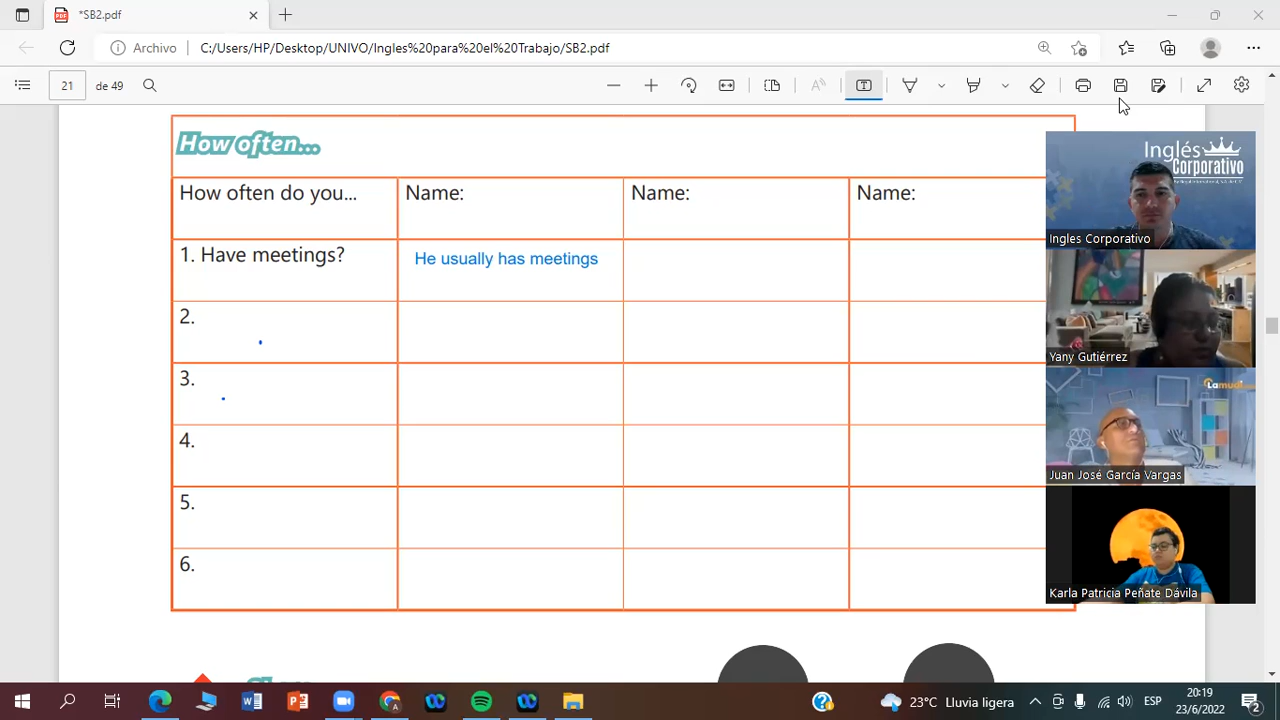 *SB2.pdf
Archivo
C:/Users/HP/Desktop/UNIVO/Ingles%20para%20el%20Trabajo/SB2.pdf
21
de 49
How often...
How often do you...
Name:
Name:
Name:
1. Have meetings?
He usually has meetings
2.
3.
4.
5.
6.
Inglés
Corporativo
Ingles Corporativo
Yany Gutiérrez
Lamudi
Juan José García Vargas
Karla Patricia Peñate Dávila
23°C Lluvia ligera
ESP
20:19
23/6/2022
2